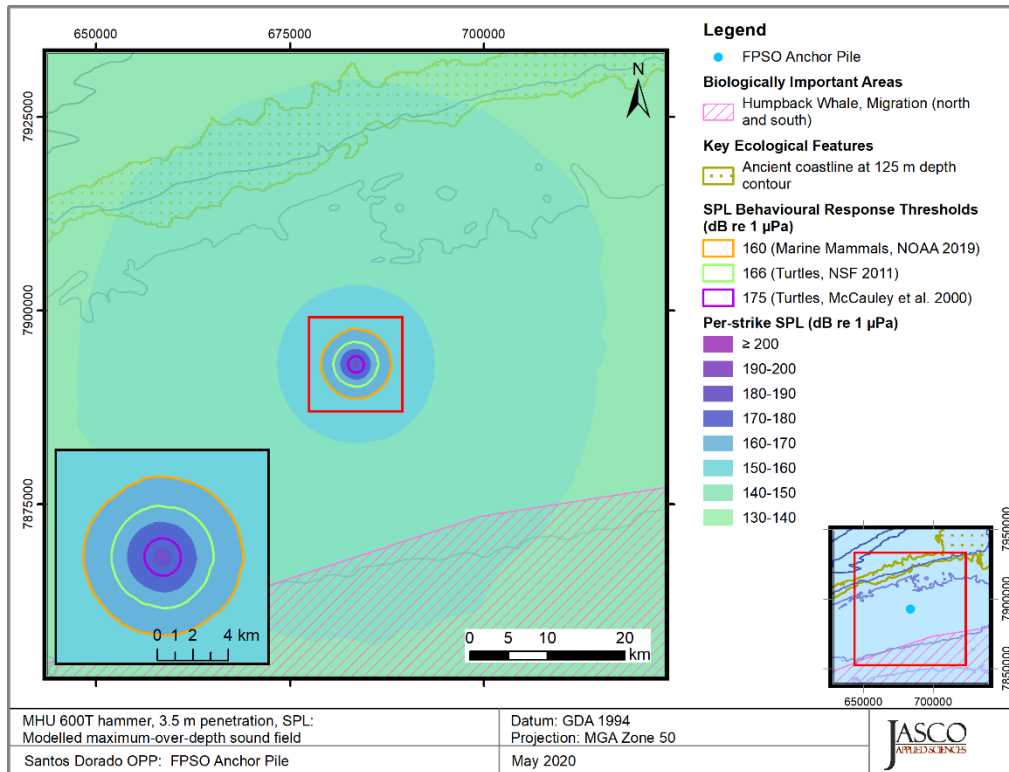 650000 675000 700000
7925000
7900000
7875000
N
0 1 2 4 km
0 5 10 20
km
Legend
FPSO Anchor Pile
Biologically Important Areas
Humpback Whale, Migration (north
and south)
Key Ecological Features
Ancient coastline at 125 m depth
contour
SPL Behavioural Response Thresholds
(dB re 1 µPa)
160 (Marine Mammals, NOAA 2019)
166 (Turtles, NSF 2011)
175 (Turtles, McCauley et al. 2000)
Per-strike SPL (dB re 1 µPa)
≥ 200
190-200
180-190
170-180
160-170
150-160
140-150
130-140
7950000
7900000
7850000
650000 700000
MHU 600T hammer, 3.5 m penetration, SPL:
Modelled maximum-over-depth sound field
Santos Dorado OPP: FPSO Anchor Pile
Datum: GDA 1994
Projection: MGA Zone 50
May 2020
JASCO
APPLIED SCIENCES